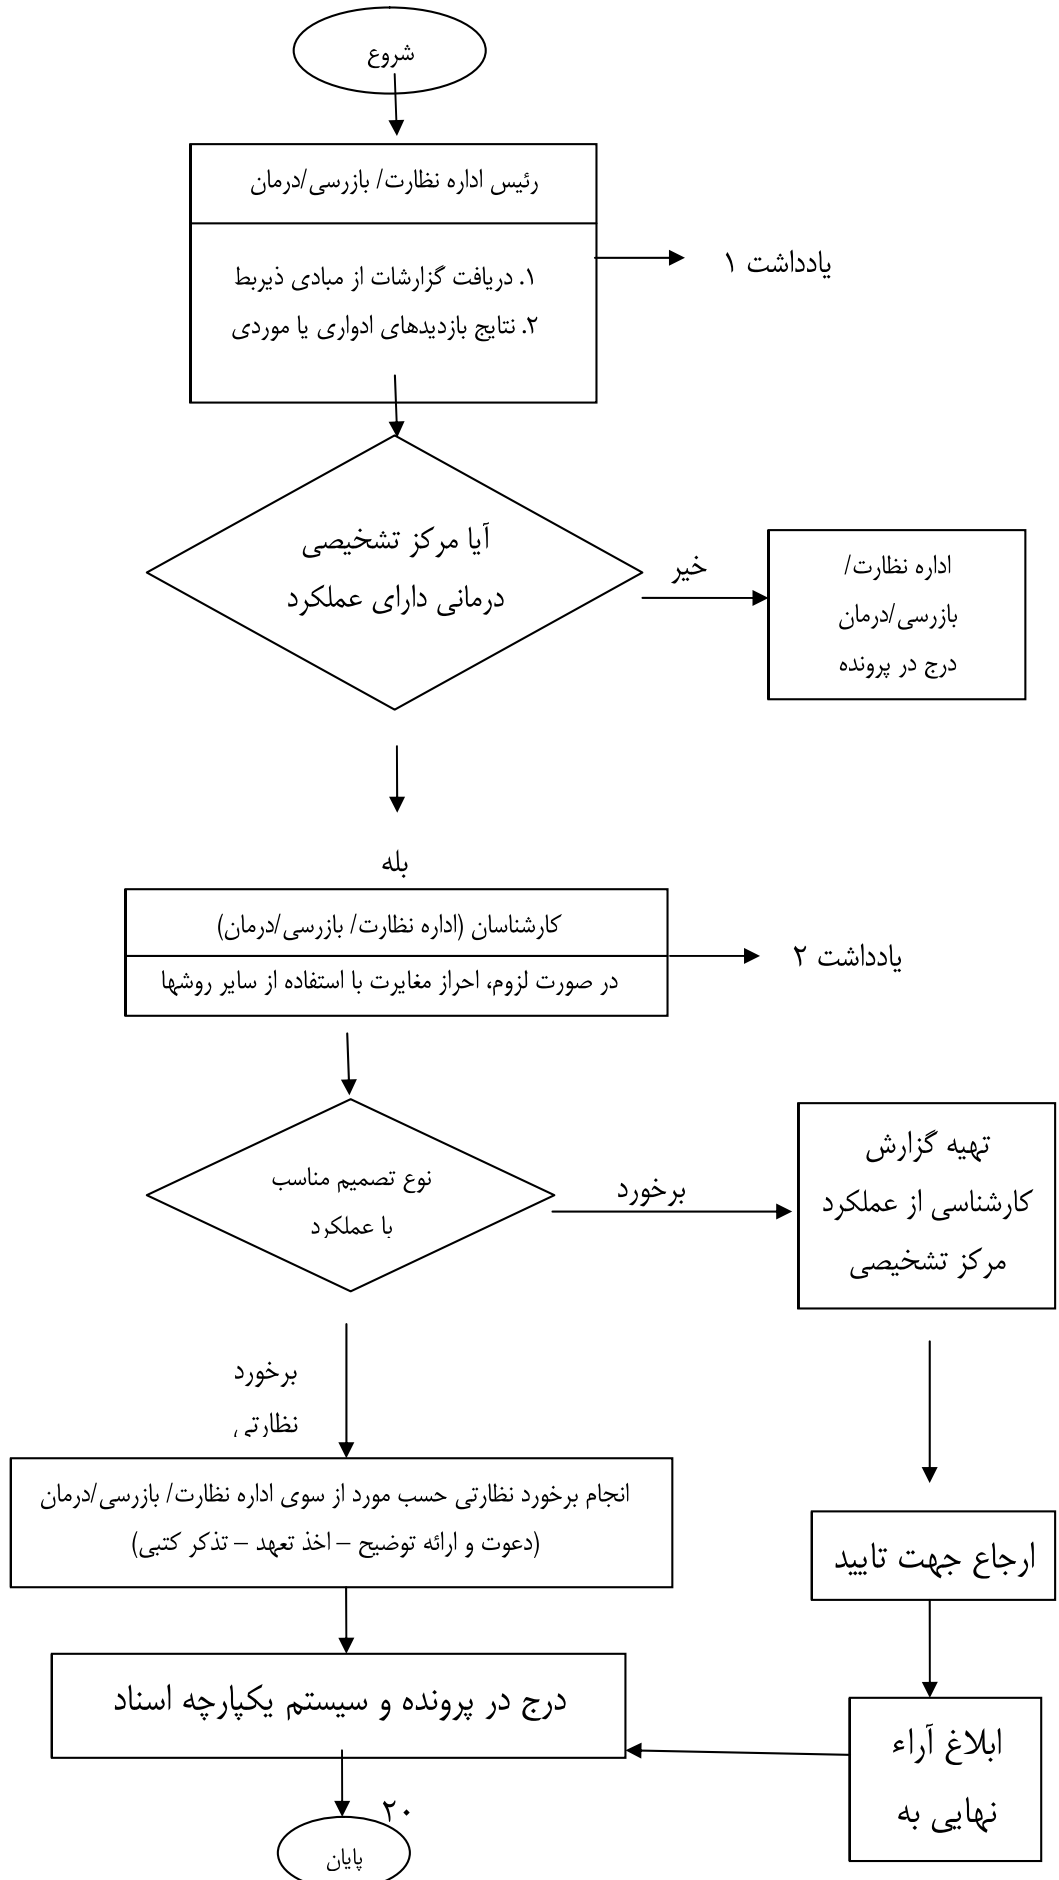 شروع
رئیس اداره نظارت/ بازرسی/درمان
۱. دریافت گزارشات از مبادی ذیربط
۲. نتایج بازدیدهای ادواری یا موردی
یادداشت ۱
آیا مرکز تشخیصی
درمانی دارای عملکرد
خیر
اداره نظارت/
بازرسی/درمان
درج در پرونده
بله
کارشناسان (اداره نظارت/ بازرسی/درمان)
در صورت لزوم، احراز مغایرت با استفاده از سایر روشها
یادداشت ۲
نوع تصمیم مناسب
با عملکرد
برخورد
تهیه گزارش
کارشناسی از عملکرد
مرکز تشخیصی
برخورد
نظارتی
انجام برخورد نظارتی حسب مورد از سوی اداره نظارت/ بازرسی/درمان
(دعوت و ارائه توضیح – اخذ تعهد – تذکر کتبی)
ارجاع جهت تایید
درج در پرونده و سیستم یکپارچه اسناد
ابلاغ آراء
نهایی به
۲۰
پایان